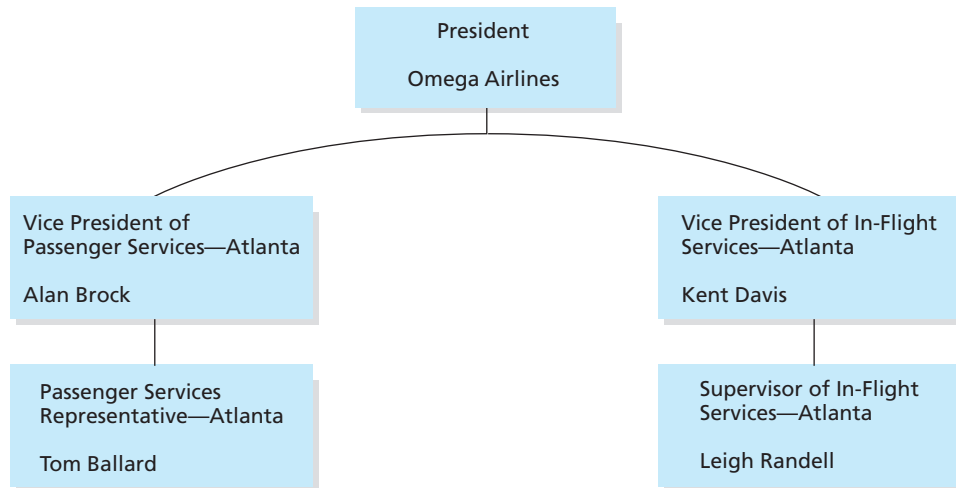 President
Omega Airlines
Vice President of
Passenger Services—Atlanta
Alan Brock
Vice President of In-Flight
Services—Atlanta
Kent Davis
Passenger Services
Representative—Atlanta
Tom Ballard
Supervisor of In-Flight
Services—Atlanta
Leigh Randell